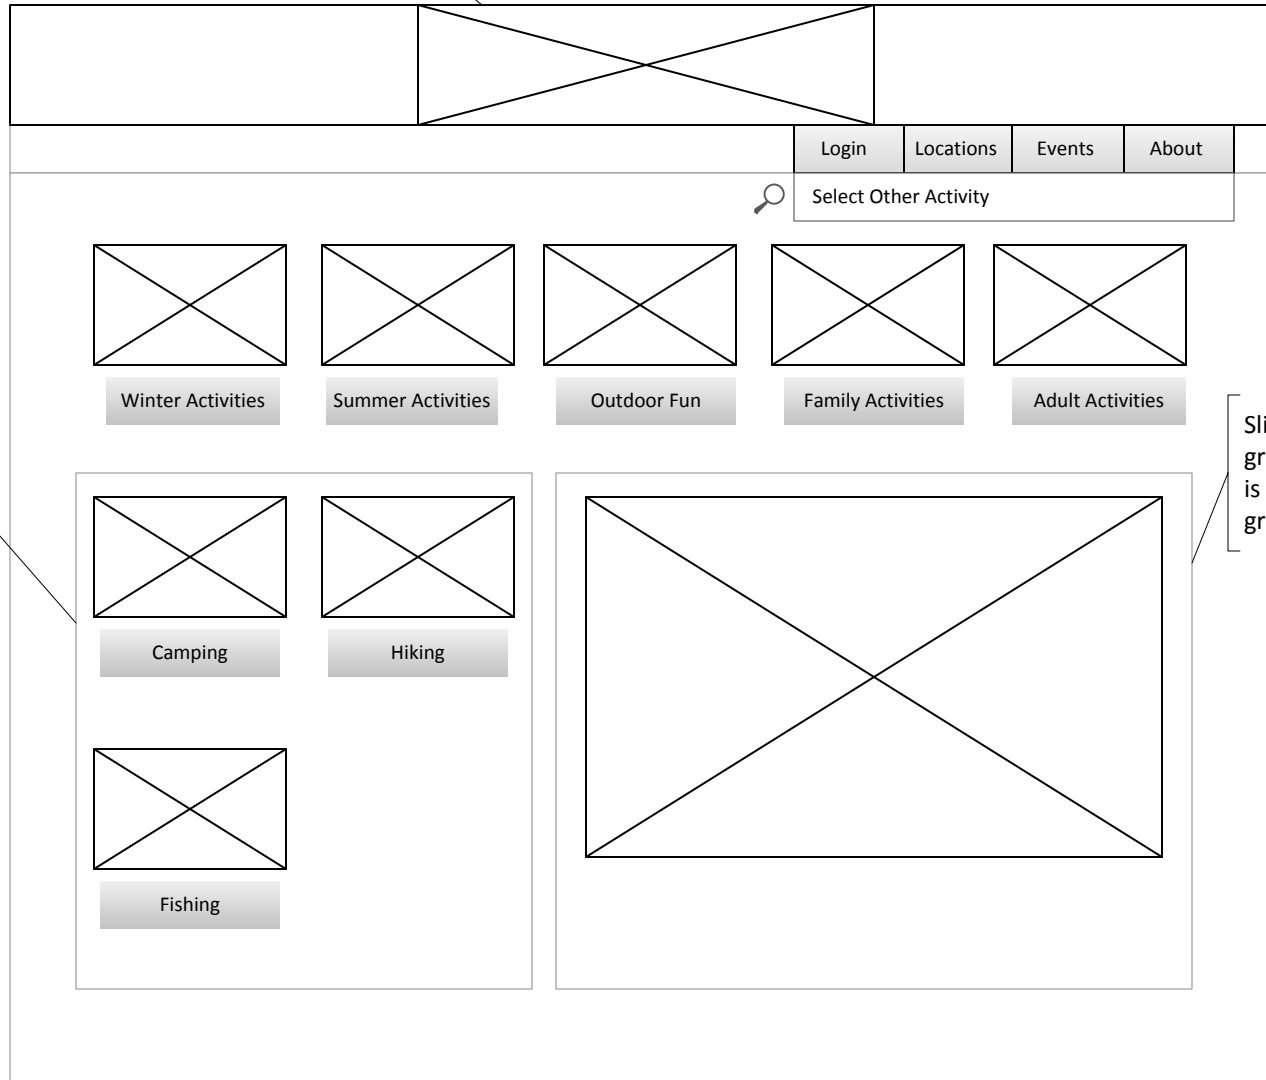 Login Locations Events About
Select Other Activity
Winter Activities Summer Activities Outdoor Fun Family Activities Adult Activities
is
Camping Hiking
Fishing